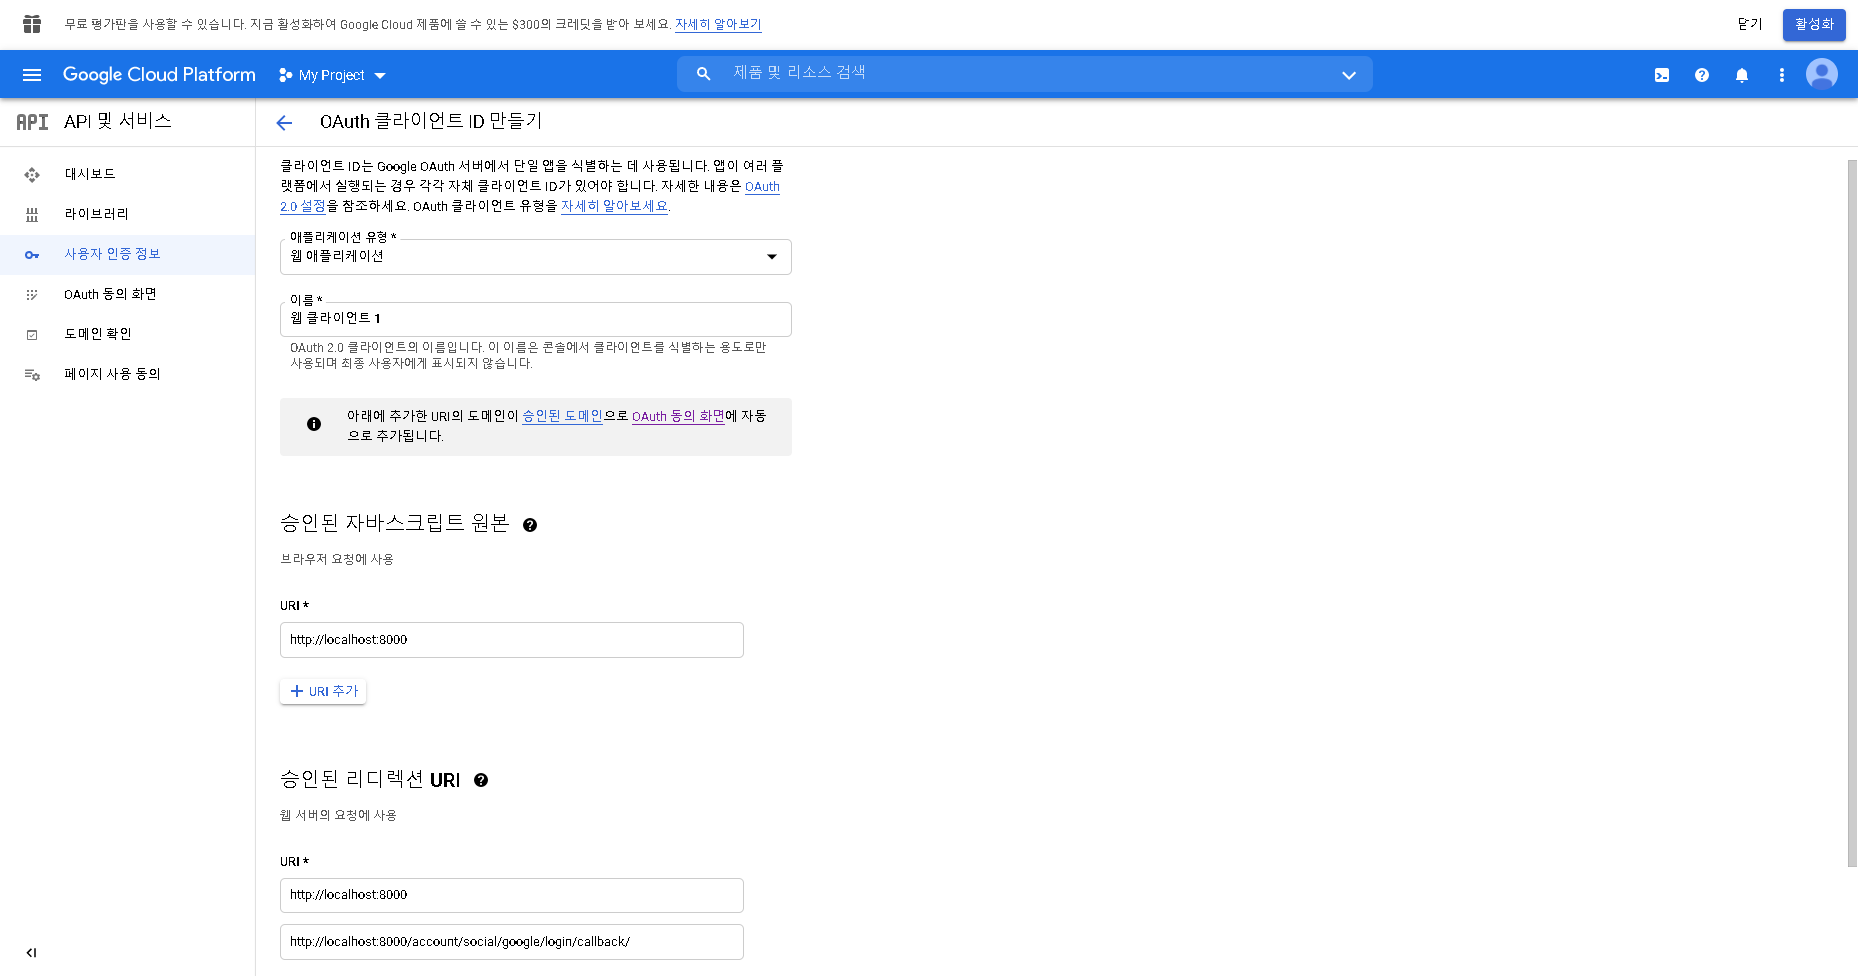 무료 평가판을 사용할 수 있습니다. 지금 활성화하여 Google Cloud 제품에 쓸 수 있는 $300의 크레딧을 받아 보세요. 자세히 알아보기
닫기
활성화
Google Cloud Platform
My Project
제품 및 리소스 검색
API API 및 서비스
대시보드
라이브러리
사용자 인증 정보
OAuth 동의 화면
도메인 확인
페이지 사용 동의
OAuth 클라이언트 ID 만들기
클라이언트 ID는 Google OAuth 서버에서 단일 앱을 식별하는 데 사용됩니다. 앱이 여러 플
랫폼에서 실행되는 경우 각각 자체 클라이언트 ID가 있어야 합니다. 자세한 내용은 OAuth
2.0 설정을 참조하세요. OAuth 클라이언트 유형을 자세히 알아보세요.
애플리케이션 유형 *
웹 애플리케이션
이름 *
웹 클라이언트 1
OAuth 2.0 클라이언트의 이름입니다. 이 이름은 콘솔에서 클라이언트를 식별하는 용도로만
사용되며 최종 사용자에게 표시되지 않습니다.
아래에 추가한 URI의 도메인이 승인된 도메인으로 OAuth 동의 화면에 자동
으로 추가됩니다.
승인된 자바스크립트 원본
브라우저 요청에 사용
URI *
http://localhost:8000
URI 추가
승인된 리디렉션 URI
웹 서버의 요청에 사용
URI *
http://localhost:8000
http://localhost:8000/account/social/google/login/callback/